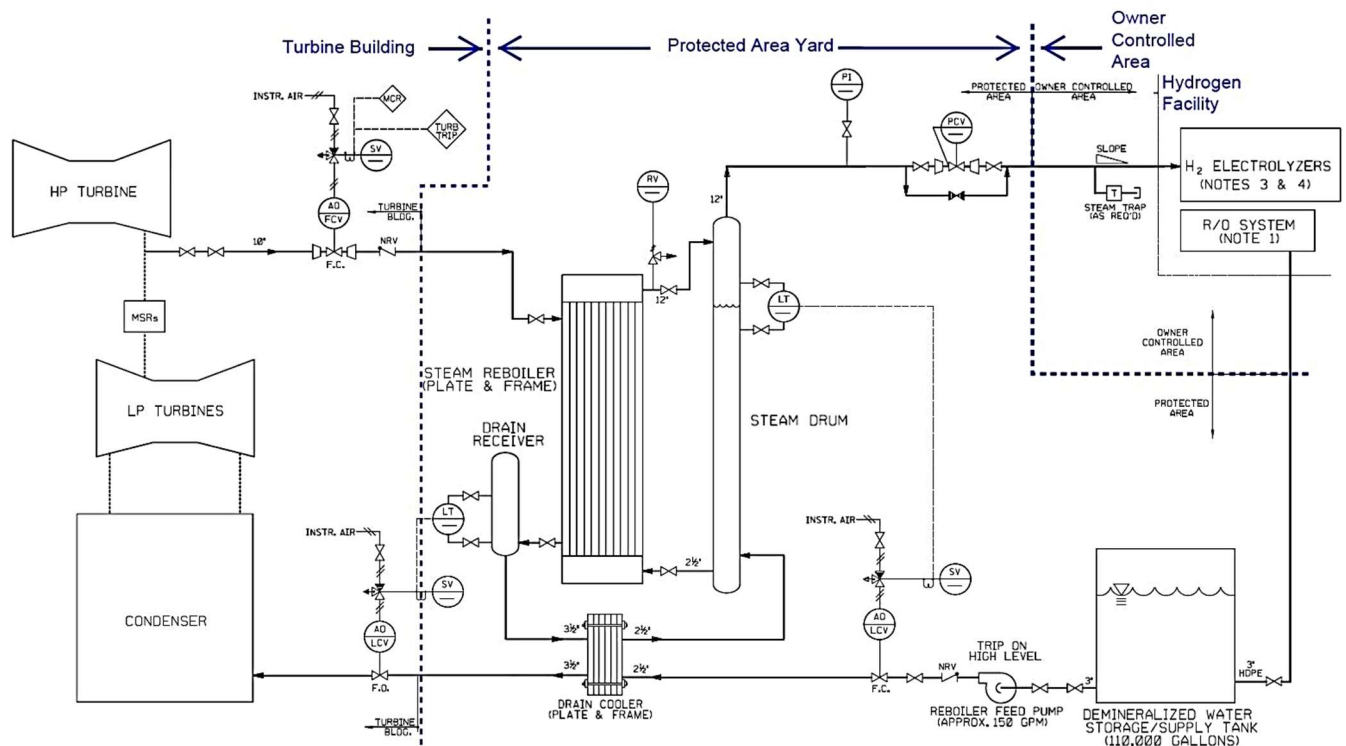 Turbine Building
Protected Area Yard
Owner
Controlled
Area
Hydrogen
Facility
PROTECTED
AREA
OWNER CONTROLLED
AREA
INSTR. AIR
MCR
TURB
TRIP
SV
AO
FCV
F.C.
NRV
TURBINE
BLDG.
10"
HP TURBINE
MSRs
LP TURBINES
CONDENSER
PI
PCV
SLOPE
T
STEAM TRAP
(AS REQ'D)
H2 ELECTROLYZERS
(NOTES 3 & 4)
R/O SYSTEM
(NOTE 1)
RV
12"
12"
LT
STEAM REBOILER
(PLATE & FRAME)
STEAM DRUM
OWNER
CONTROLLED
AREA
PROTECTED
AREA
DRAIN
RECEIVER
LT
2½"
INSTR. AIR
SV
AO
LCV
F.O.
TURBINE
BLDG.
3½"
2½"
3½"
2½"
DRAIN COOLER
(PLATE & FRAME)
INSTR. AIR
SV
AO
LCV
F.C.
NRV
TRIP ON
HIGH LEVEL
REBOILER FEED PUMP
(APPROX. 150 GPM)
3"
3"
HDPE
DEMINERALIZED WATER
STORAGE/SUPPLY TANK
(110,000 GALLONS)